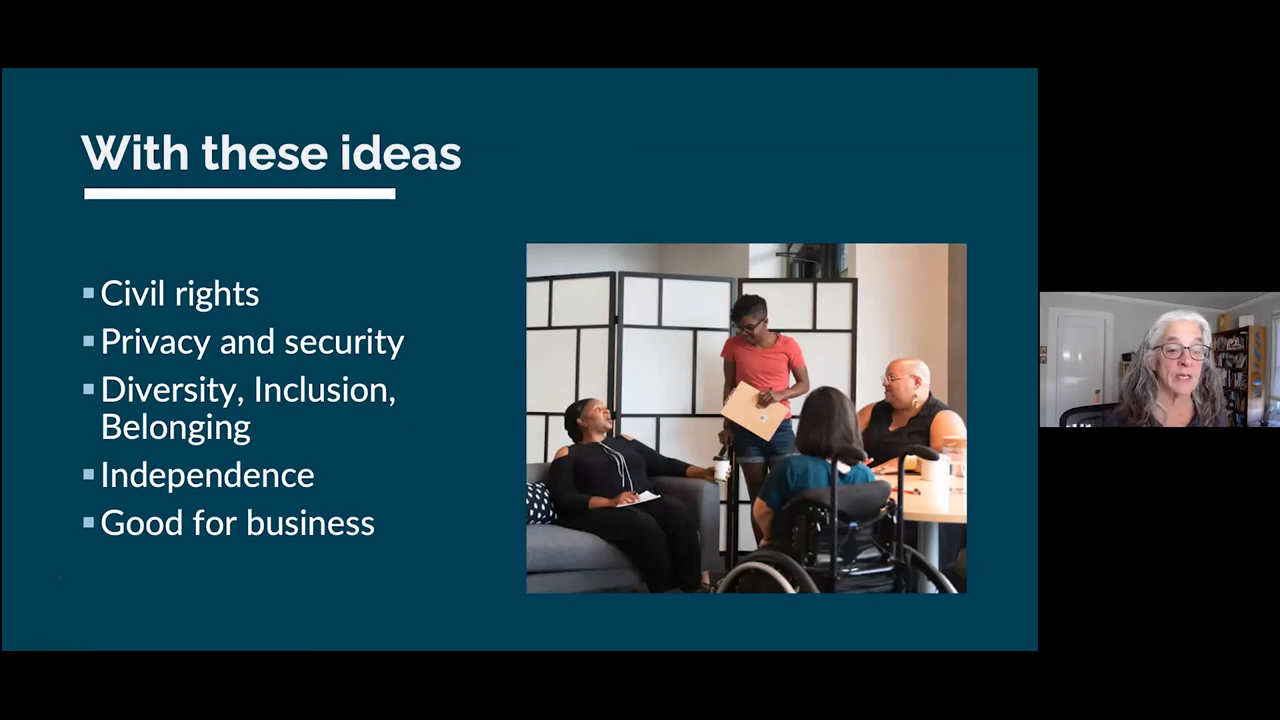 With these ideas
Civil rights
Privacy and security
Diversity, Inclusion,
Belonging
Independence
Good for business